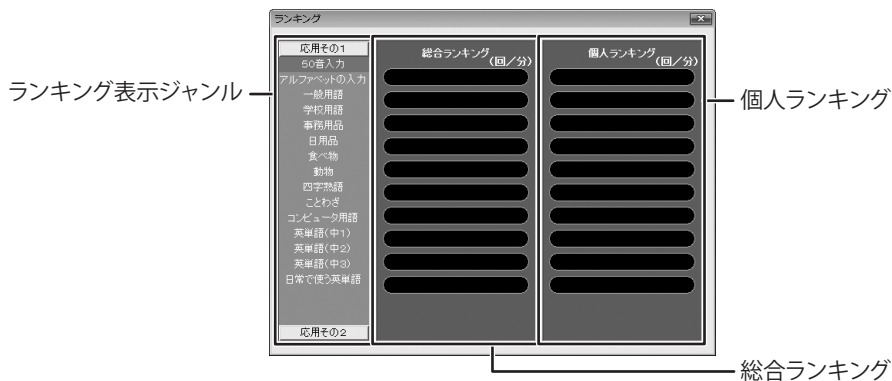 ランキング
応用その1
50音入力
アルファベットの入力
一般用語
学校用語
事務用品
日用品
食べ物
動物
四字熟語
ことわざ
コンピュータ用語
英単語(中1)
英単語(中2)
英単語(中3)
日常で使う英単語
応用その2
総合ランキング
(回/分)
個人ランキング
(回/分)
ランキング表示ジャンル
個人ランキング
総合ランキング